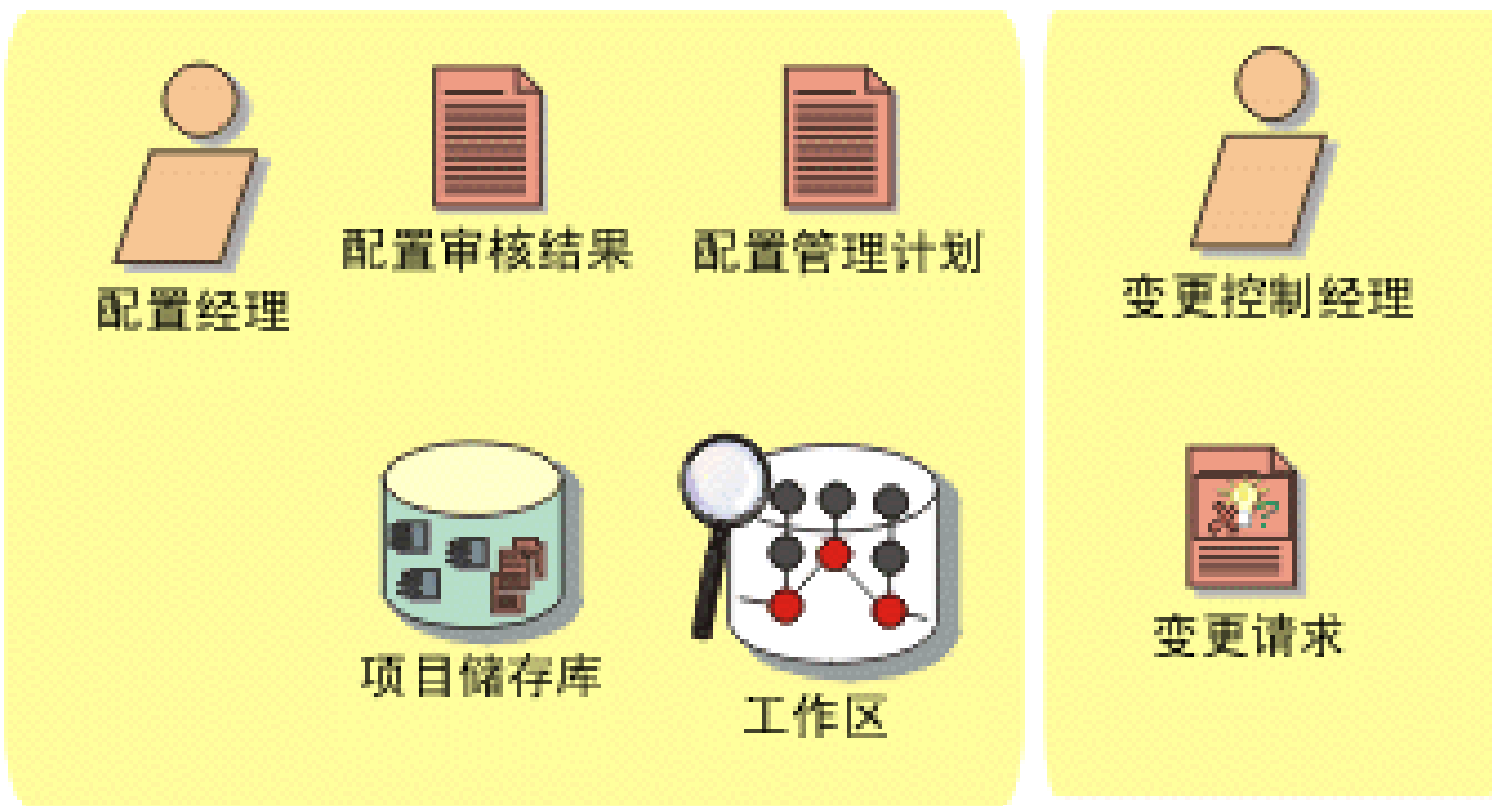 配置经理
配置审核结果
配置管理计划
项目储存库
工作区
变更控制经理
变更请求